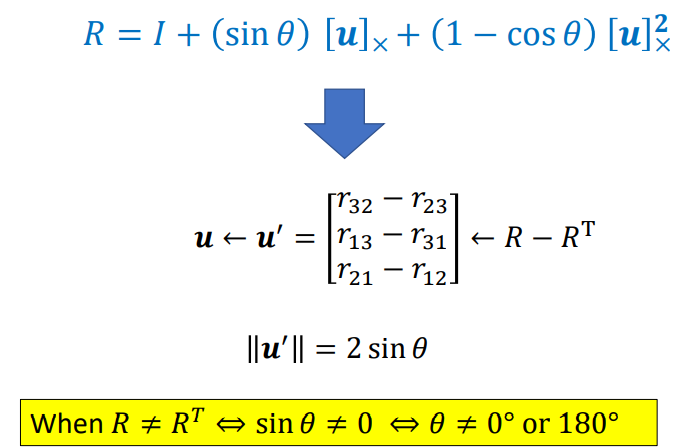 R = I + (sin θ) [u]× + (1 − cos θ) [u]²×
u ← u′ = [r₃₂ − r₂₃
r₁₃ − r₃₁
r₂₁ − r₁₂] ← R − Rᵀ
‖u′‖ = 2 sin θ
When R ≠ Rᵀ ⇔ sin θ ≠ 0 ⇔ θ ≠ 0° or 180°